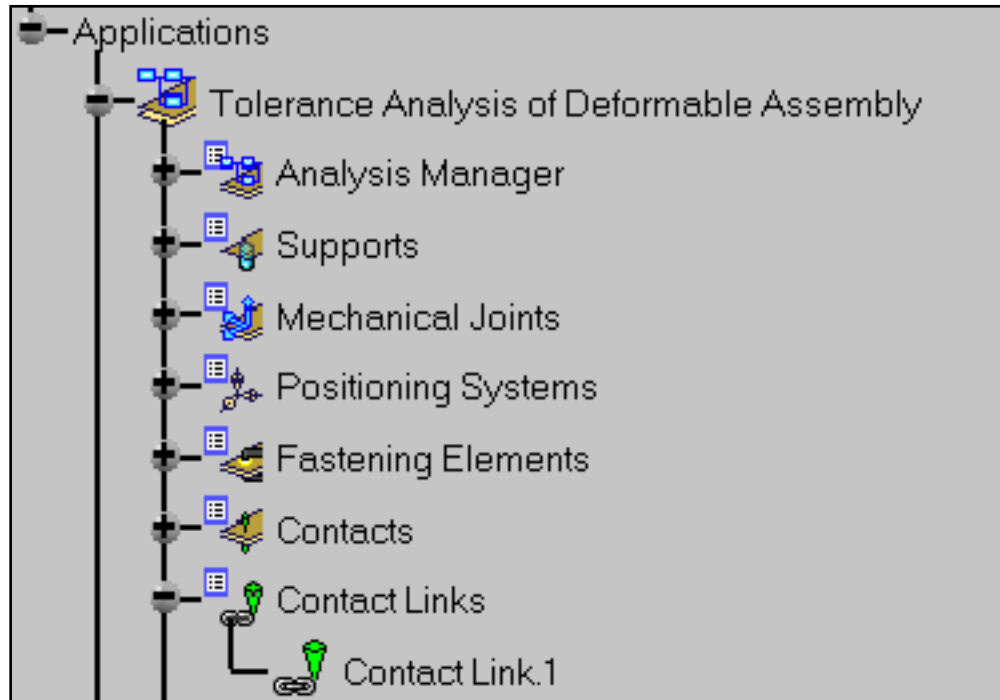 Applications
Tolerance Analysis of Deformable Assembly
Analysis Manager
Supports
Mechanical Joints
Positioning Systems
Fastening Elements
Contacts
Contact Links
Contact Link.1